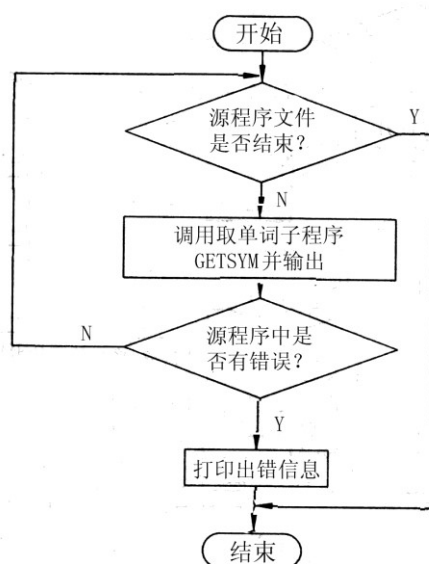 开始
源程序文件
是否结束？
Y
N
调用取单词子程序
GETSYM并输出
源程序中是
否有错误？
N
Y
打印出错信息
结束